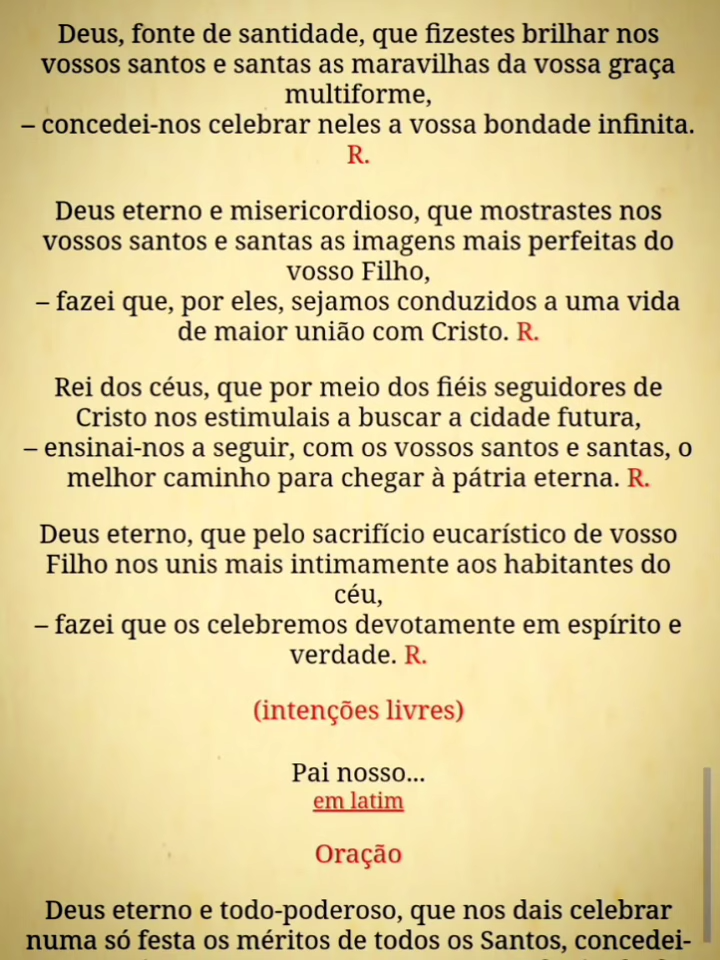 Deus, fonte de santidade, que fizestes brilhar nos
vossos santos e santas as maravilhas da vossa graça
multiforme,
– concedei-nos celebrar neles a vossa bondade infinita.
R.
Deus eterno e misericordioso, que mostrastes nos
vossos santos e santas as imagens mais perfeitas do
vosso Filho,
– fazei que, por eles, sejamos conduzidos a uma vida
de maior união com Cristo. R.
Rei dos céus, que por meio dos fiéis seguidores de
Cristo nos estimulais a buscar a cidade futura,
– ensinai-nos a seguir, com os vossos santos e santas, o
melhor caminho para chegar à pátria eterna. R.
Deus eterno, que pelo sacrifício eucarístico de vosso
Filho nos unis mais intimamente aos habitantes do
céu,
– fazei que os celebremos devotamente em espírito e
verdade. R.
(intenções livres)
Pai nosso...
em latim
Oração
Deus eterno e todo-poderoso, que nos dais celebrar
numa só festa os méritos de todos os Santos, concedei-